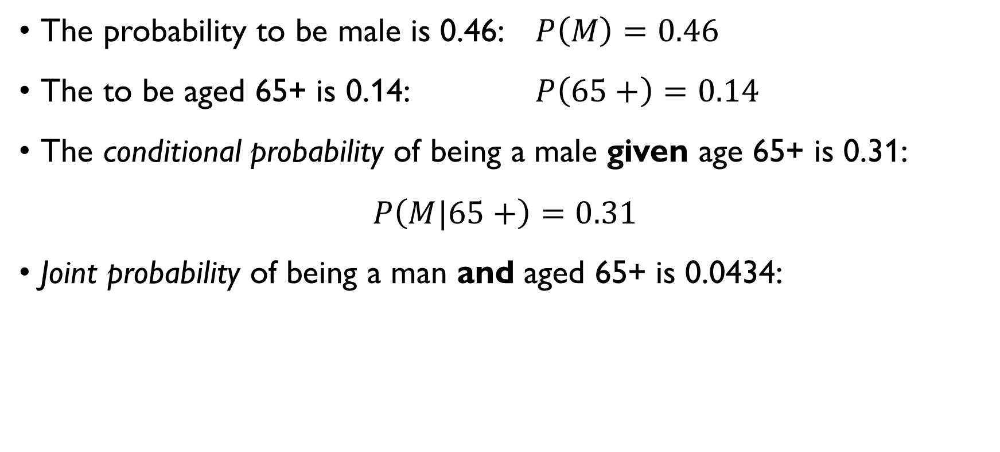 • The probability to be male is 0.46: P(M) = 0.46
• The to be aged 65+ is 0.14: P(65 +) = 0.14
• The conditional probability of being a male given age 65+ is 0.31:
P(M|65 +) = 0.31
• Joint probability of being a man and aged 65+ is 0.0434: